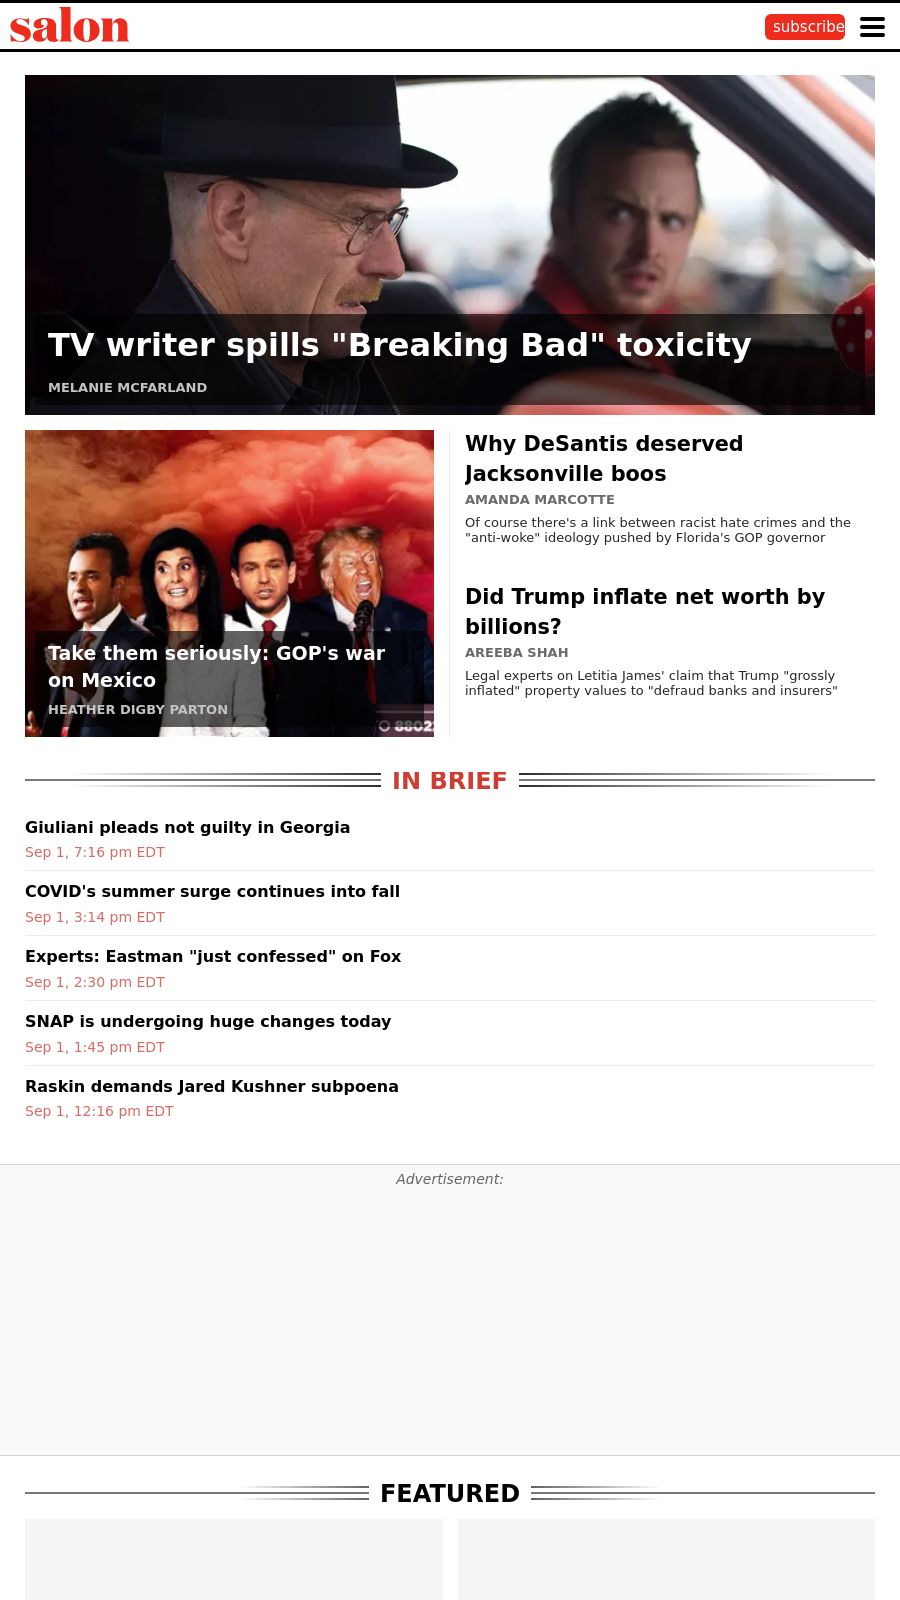 salon
subscribe
TV writer spills "Breaking Bad" toxicity
MELANIE MCFARLAND
Take them seriously: GOP's war
on Mexico
HEATHER DIGBY PARTON
8802
Why DeSantis deserved
Jacksonville boos
AMANDA MARCOTTE
Of course there's a link between racist hate crimes and the
"anti-woke" ideology pushed by Florida's GOP governor
Did Trump inflate net worth by
billions?
AREEBA SHAH
Legal experts on Letitia James' claim that Trump "grossly
inflated" property values to "defraud banks and insurers"
IN BRIEF
Giuliani pleads not guilty in Georgia
Sep 1, 7:16 pm EDT
COVID's summer surge continues into fall
Sep 1, 3:14 pm EDT
Experts: Eastman "just confessed" on Fox
Sep 1, 2:30 pm EDT
SNAP is undergoing huge changes today
Sep 1, 1:45 pm EDT
Raskin demands Jared Kushner subpoena
Sep 1, 12:16 pm EDT
Advertisement:
FEATURED